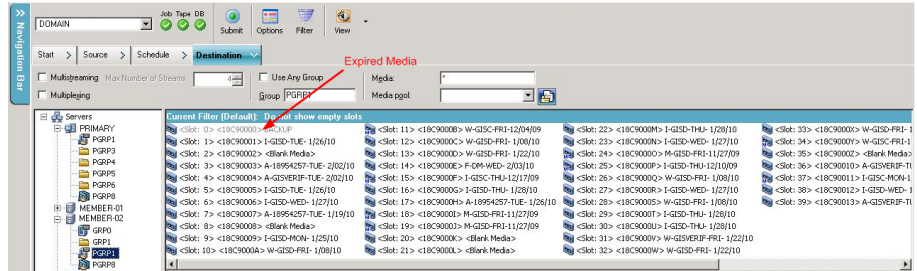 Navigation Bar
DOMAIN
Job Tape DB
Submit
Options
Filter
View
Start > Source > Schedule > Destination
Expired Media
Multistreaming Max Number of Streams 4
Use Any Group
Media: *
Multiplexing
Group PGRP1
Media pool:
Servers
PRIMARY
PGRP1
PGRP3
PGRP4
PGRP5
PGRP6
PGRP8
MEMBER-01
MEMBER-02
GRP0
GRP1
PGRP1
PGRP8
Current Filter (Default): Do not show empty slots
<Slot: 0> <18C90000> BACKUP
<Slot: 1> <18C90001> I-GISD-TUE- 1/26/10
<Slot: 2> <18C90002> <Blank Media>
<Slot: 3> <18C90003> A-18954257-TUE- 2/02/10
<Slot: 4> <18C90004> A-GISVERIF-TUE- 2/02/10
<Slot: 5> <18C90005> I-GISD-TUE- 1/26/10
<Slot: 6> <18C90006> I-GISD-WED- 1/27/10
<Slot: 7> <18C90007> A-18954257-TUE- 1/19/10
<Slot: 8> <18C90008> <Blank Media>
<Slot: 9> <18C90099> I-GISD-MON- 1/25/10
<Slot: 10> <18C9000A> W-GISD-FRI- 1/08/10
<Slot: 11> <18C9000B> W-GISC-FRI-12/04/09
<Slot: 12> <18C9000C> W-GISD-FRI- 1/08/10
<Slot: 13> <18C9000D> W-GISD-FRI- 1/22/10
<Slot: 14> <18C9000E> F-DM-WED- 2/03/10
<Slot: 15> <18C9000F> I-GISC-THU-12/17/09
<Slot: 16> <18C9000G> I-GISD-THU- 1/28/10
<Slot: 17> <18C9000H> A-18954257-TUE- 1/26/10
<Slot: 18> <18C9000I> M-GISD-FRI-11/27/09
<Slot: 19> <18C9000J> M-GISD-FRI-11/27/09
<Slot: 20> <18C9000K> <Blank Media>
<Slot: 21> <18C9000L> <Blank Media>
<Slot: 22> <18C9000M> I-GISD-THU- 1/28/10
<Slot: 23> <18C9000N> I-GISD-WED- 1/27/10
<Slot: 24> <18C9000O> M-GISD-FRI-11/27/09
<Slot: 25> <18C9000P> I-GISD-THU-12/10/09
<Slot: 26> <18C9000Q> W-GISD-FRI- 1/08/10
<Slot: 27> <18C9000R> I-GISD-WED- 1/27/10
<Slot: 28> <18C9000S> W-GISD-FRI- 1/08/10
<Slot: 29> <18C9000T> I-GISD-THU- 1/28/10
<Slot: 30> <18C9000U> I-GISD-THU- 1/28/10
<Slot: 31> <18C9000V> W-GISVERIF-FRI- 1/22/10
<Slot: 32> <18C9000W> W-GISD-FRI- 1/22/10
<Slot: 33> <18C9000X> W-GISD-FRI- 1
<Slot: 34> <18C9000Y> W-GISC-FRI-1
<Slot: 35> <18C9000Z> <Blank Media>
<Slot: 36> <18C90010> A-GISVERIF-T
<Slot: 37> <18C90011> I-GISC-MON-1
<Slot: 38> <18C90012> I-GISD-WED- 1
<Slot: 39> <18C90013> A-GISVERIF-TU